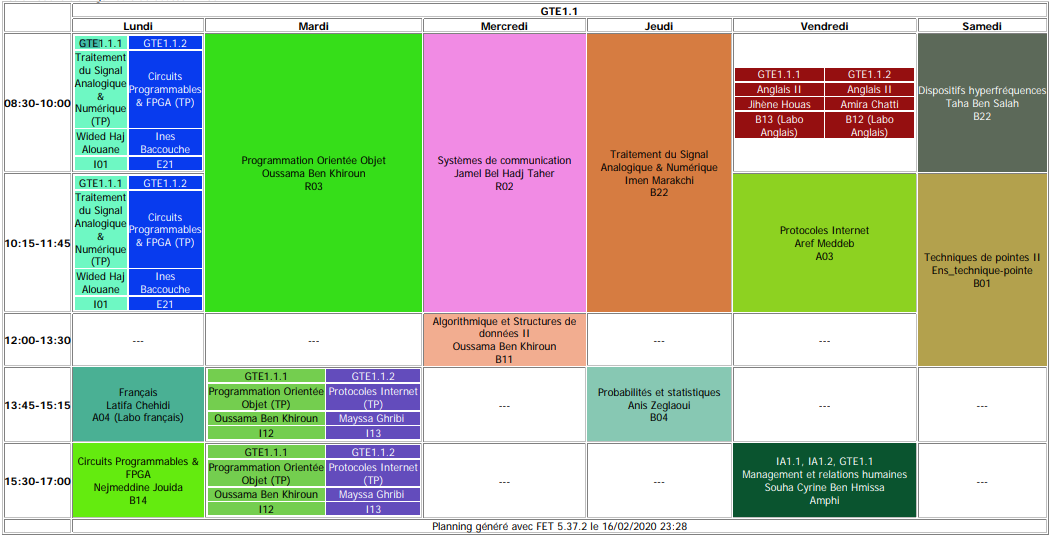 GTE1.1
Lundi Mardi Mercredi Jeudi Vendredi Samedi
08:30-10:00
GTE1.1.1 GTE1.1.2
Traitement
du Signal
Analogique
&
Numérique
(TP)
Circuits
Programmables
& FPGA (TP)
Wided Haj
Alouane
Ines
Baccouche
I01 E21
Programmation Orientée Objet
Oussama Ben Khiroun
R03
Systèmes de communication
Jamel Bel Hadj Taher
R02
Traitement du Signal
Analogique & Numérique
Imen Marakchi
B22
GTE1.1.1 GTE1.1.2
Anglais II Anglais II
Jihène Houas Amira Chatti
B13 (Labo
Anglais)
B12 (Labo
Anglais)
Dispositifs hyperfréquences
Taha Ben Salah
B22
10:15-11:45
GTE1.1.1 GTE1.1.2
Traitement
du Signal
Analogique
&
Numérique
(TP)
Circuits
Programmables
& FPGA (TP)
Wided Haj
Alouane
Ines
Baccouche
I01 E21
Protocoles Internet
Aref Meddeb
A03
Techniques de pointes II
Ens_technique-pointe
B01
12:00-13:30
---
---
Algorithmique et Structures de
données II
Oussama Ben Khiroun
B11
---
---
13:45-15:15
Français
Latifa Chehidi
A04 (Labo français)
GTE1.1.1 GTE1.1.2
Programmation Orientée
Objet (TP)
Protocoles Internet
(TP)
Oussama Ben Khiroun Mayssa Ghribi
I12 I13
---
Probabilités et statistiques
Anis Zeglaoui
B04
---
---
15:30-17:00
Circuits Programmables &
FPGA
Nejmeddine Jouida
B14
GTE1.1.1 GTE1.1.2
Programmation Orientée
Objet (TP)
Protocoles Internet
(TP)
Oussama Ben Khiroun Mayssa Ghribi
I12 I13
---
---
IA1.1, IA1.2, GTE1.1
Management et relations humaines
Souha Cyrine Ben Hmissa
Amphi
---
Planning généré avec FET 5.37.2 le 16/02/2020 23:28